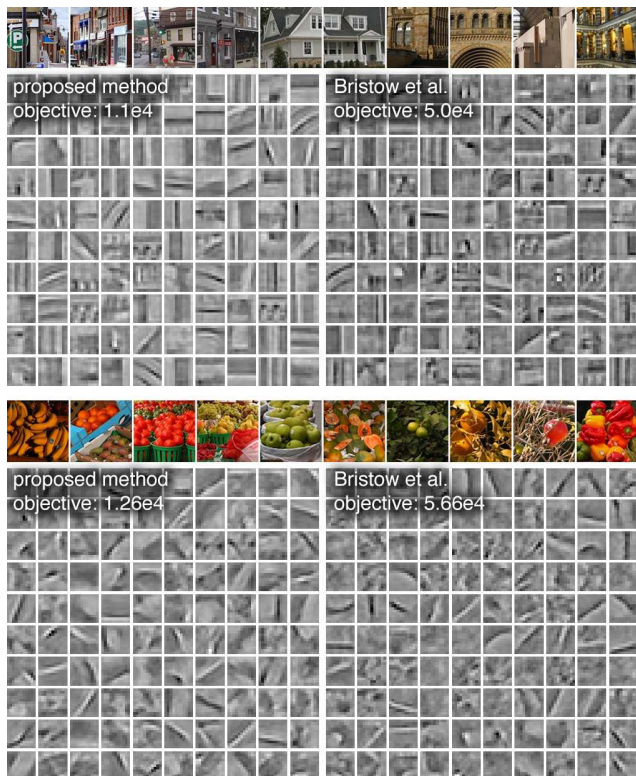 P
proposed method
objective: 1.1e4
Bristow et al.
objective: 5.0e4
proposed method
objective: 1.26e4
Bristow et al.
objective: 5.66e4